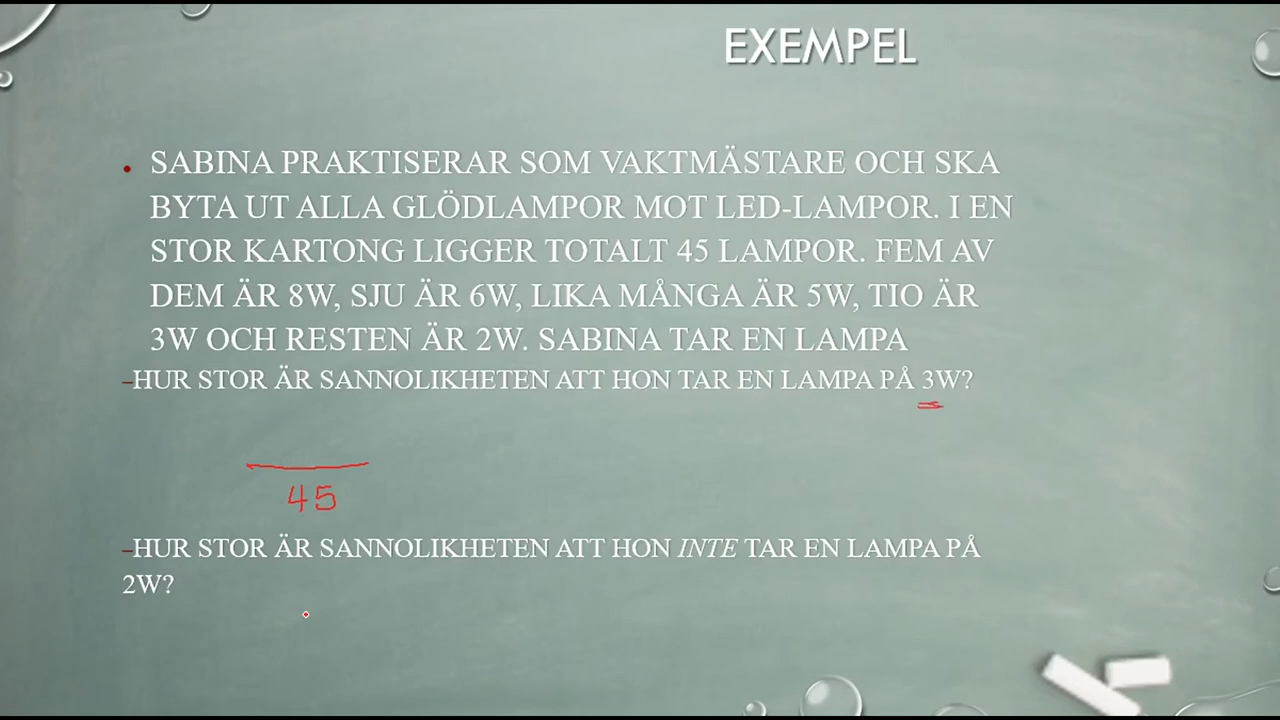 EXEMPEL
• SABINA PRAKTISERAR SOM VAKTMÄSTARE OCH SKA
BYTA UT ALLA GLÖDLAMPOR MOT LED-LAMPOR. I EN
STOR KARTONG LIGGER TOTALT 45 LAMPOR. FEM AV
DEM ÄR 8W, SJU ÄR 6W, LIKA MÅNGA ÄR 5W, TIO ÄR
3W OCH RESTEN ÄR 2W. SABINA TAR EN LAMPA
–HUR STOR ÄR SANNOLIKHETEN ATT HON TAR EN LAMPA PÅ 3W?
45
–HUR STOR ÄR SANNOLIKHETEN ATT HON INTE TAR EN LAMPA PÅ
2W?